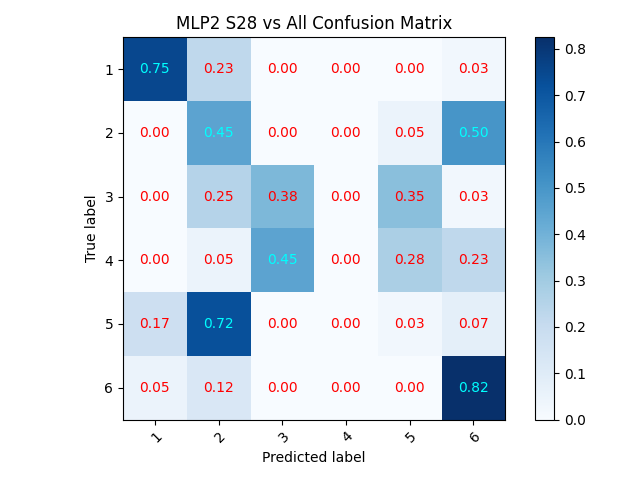 MLP2 S28 vs All Confusion Matrix
True label
1 0.75 0.23 0.00 0.00 0.00 0.03
2 0.00 0.45 0.00 0.00 0.05 0.50
3 0.00 0.25 0.38 0.00 0.35 0.03
4 0.00 0.05 0.45 0.00 0.28 0.23
5 0.17 0.72 0.00 0.00 0.03 0.07
6 0.05 0.12 0.00 0.00 0.00 0.82
1 2 3 4 5 6
Predicted label
0.8
0.7
0.6
0.5
0.4
0.3
0.2
0.1
0.0